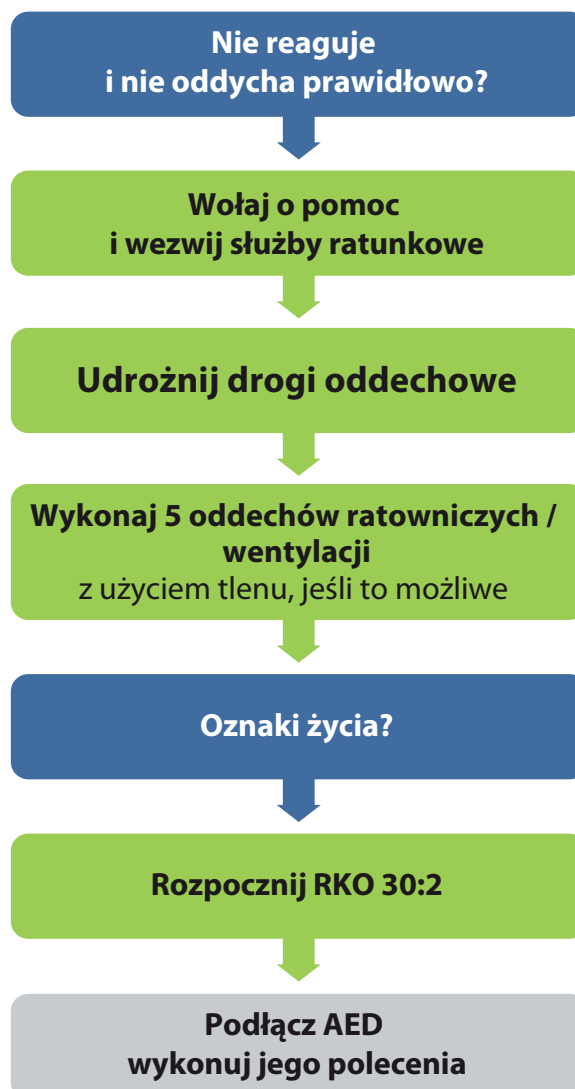 Nie reaguje
i nie oddycha prawidłowo?
Wołaj o pomoc
i wezwij służby ratunkowe
Udrożnij drogi oddechowe
Wykonaj 5 oddechów ratowniczych /
wentylacji
z użyciem tlenu, jeśli to możliwe
Oznaki życia?
Rozpocznij RKO 30:2
Podłącz AED
wykonuj jego polecenia